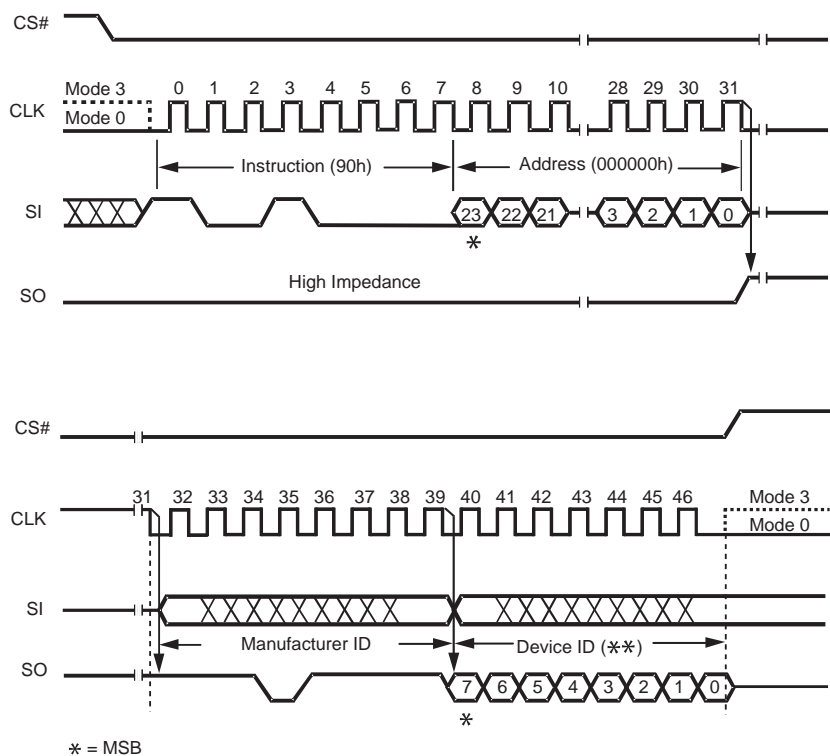 CS#
Mode 3
0 1 2 3 4 5 6 7 8 9 10 28 29 30 31
CLK
Mode 0
Instruction (90h) Address (000000h)
SI
23 22 21 3 2 1 0
*
High Impedance
SO
CS#
31 32 33 34 35 36 37 38 39 40 41 42 43 44 45 46
Mode 3
CLK
Mode 0
SI
Manufacturer ID Device ID (**)
SO
7 6 5 4 3 2 1 0
*
* = MSB